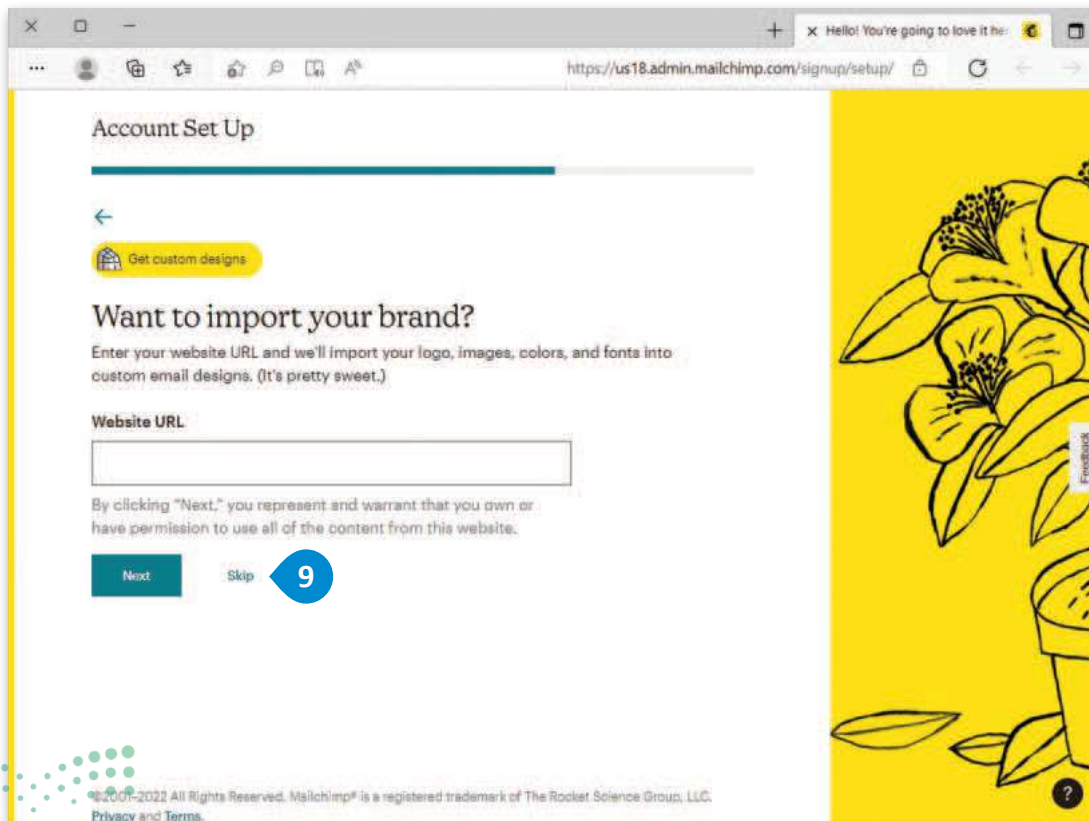 Hello! You're going to love it he
https://us18.admin.mailchimp.com/signup/setup/
Account Set Up
Get custom designs
Want to import your brand?
Enter your website URL and we'll import your logo, images, colors, and fonts into
custom email designs. (It's pretty sweet.)
Website URL
By clicking "Next," you represent and warrant that you own or
have permission to use all of the content from this website.
Next
Skip
9
Feedback
?
©2001–2022 All Rights Reserved. Mailchimp® is a registered trademark of The Rocket Science Group, LLC.
Privacy and Terms.